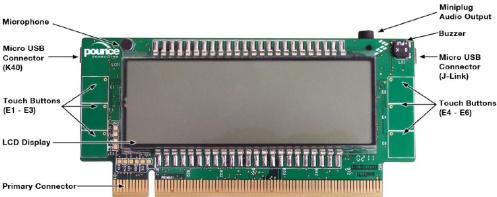 Microphone
Micro USB
Connector
(K40)
Touch Buttons
(E1 - E3)
LCD Display
Primary Connector
pounce
Miniplug
Audio Output
Buzzer
Micro USB
Connector
(J-Link)
Touch Buttons
(E4 - E6)